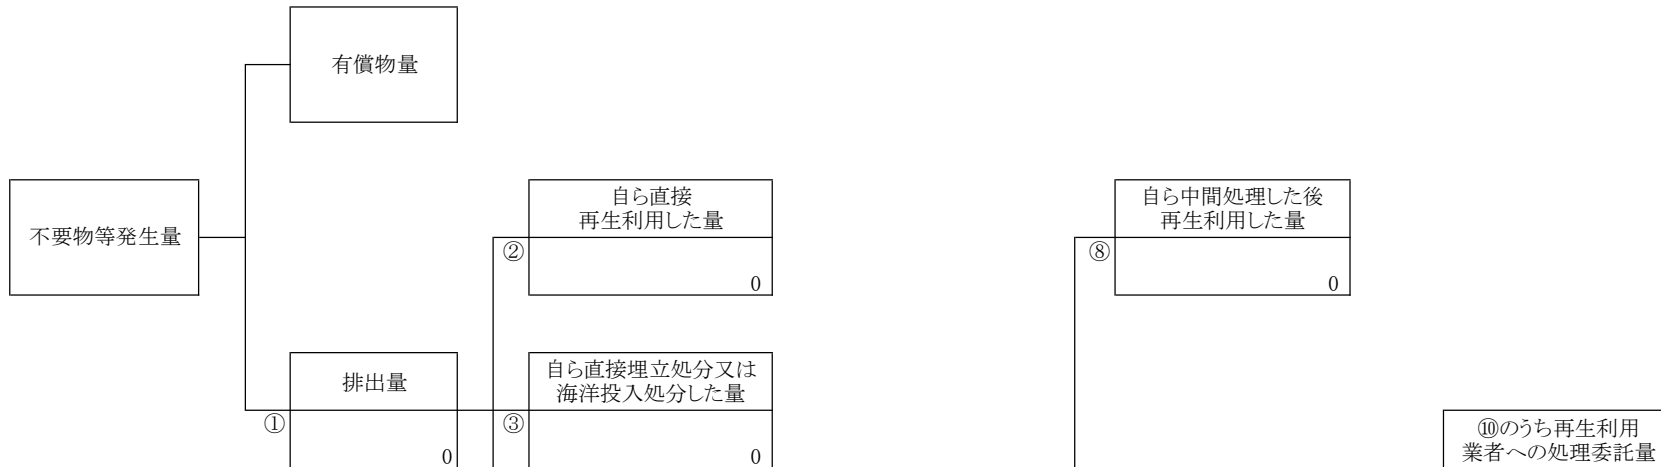 有償物量
不要物等発生量
自ら直接
再生利用した量
②
0
自ら中間処理した後
再生利用した量
⑧
0
排出量
①
0
自ら直接埋立処分又は
海洋投入処分した量
③
0
⑩のうち再生利用
業者への処理委託量